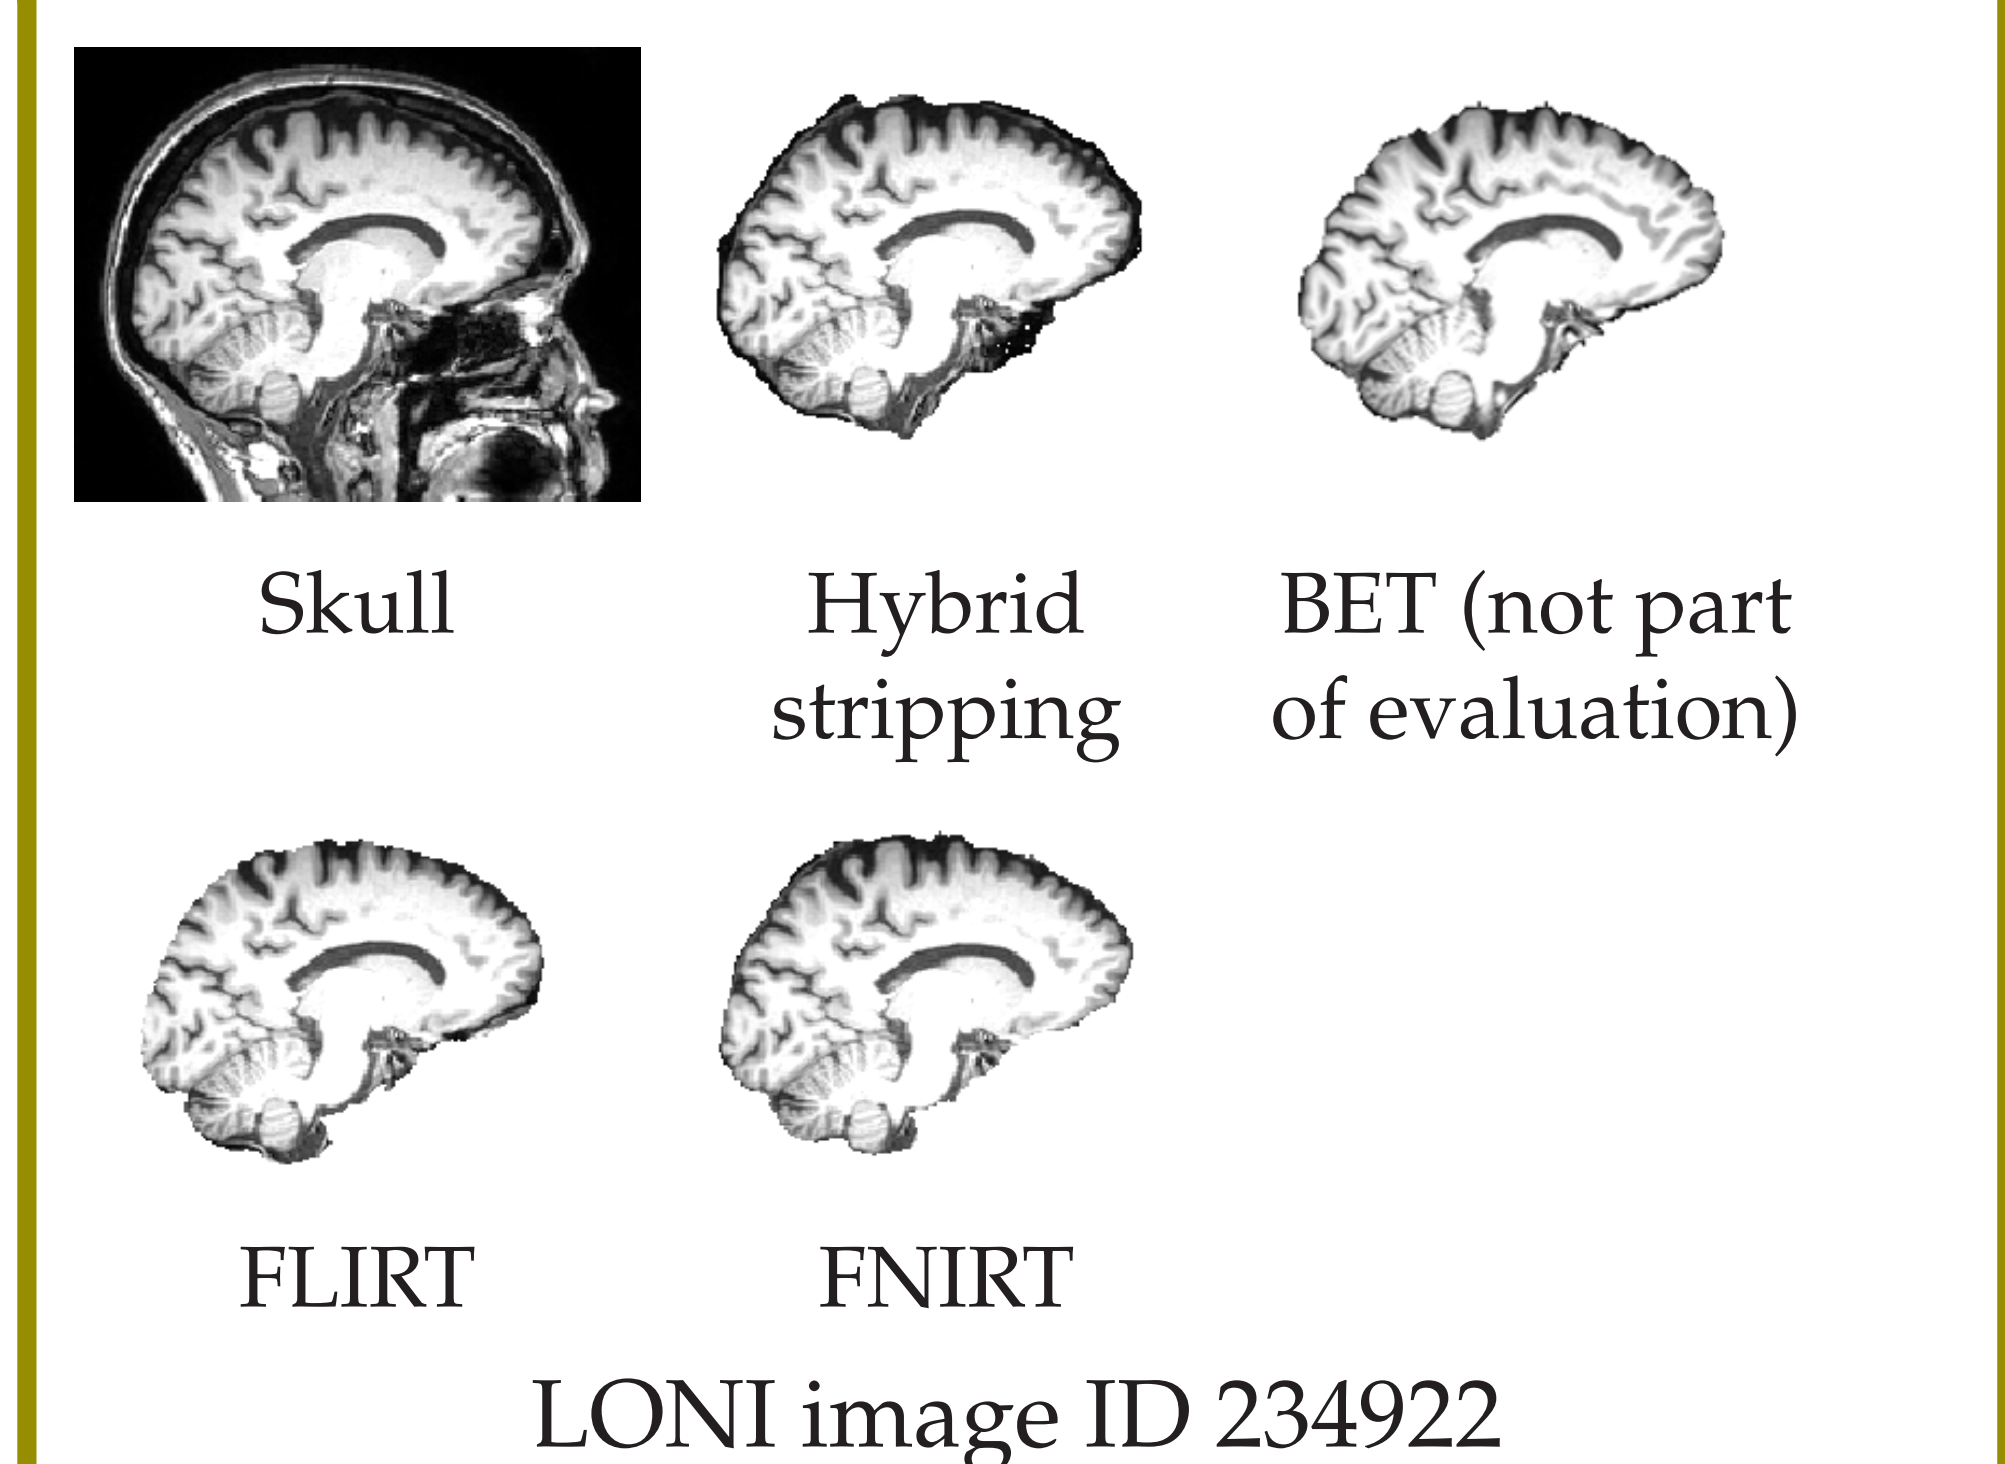 Skull
Hybrid
stripping
BET (not part
of evaluation)
FLIRT
FNIRT
LONI image ID 234922